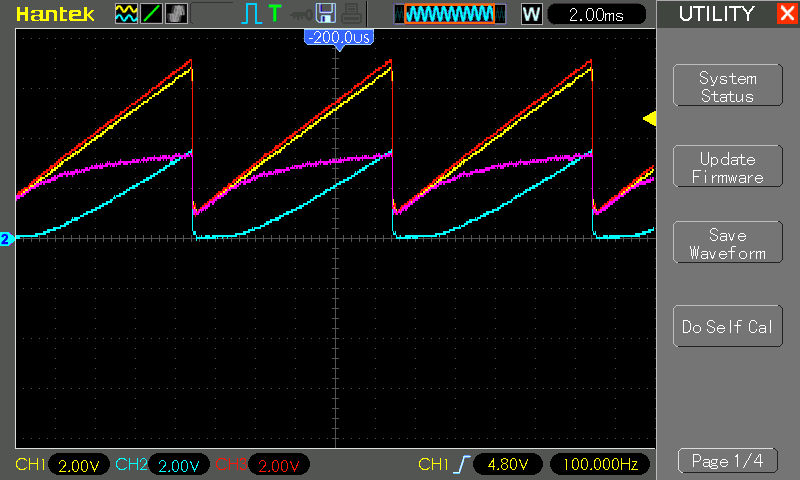 Hantek
T
W
2.00ms
UTILITY
-200.0us
System
Status
Update
Firmware
2
Save
Waveform
Do Self Cal
CH1 2.00V CH2 2.00V CH3 2.00V CH1 4.80V 100.000Hz
Page 1/4